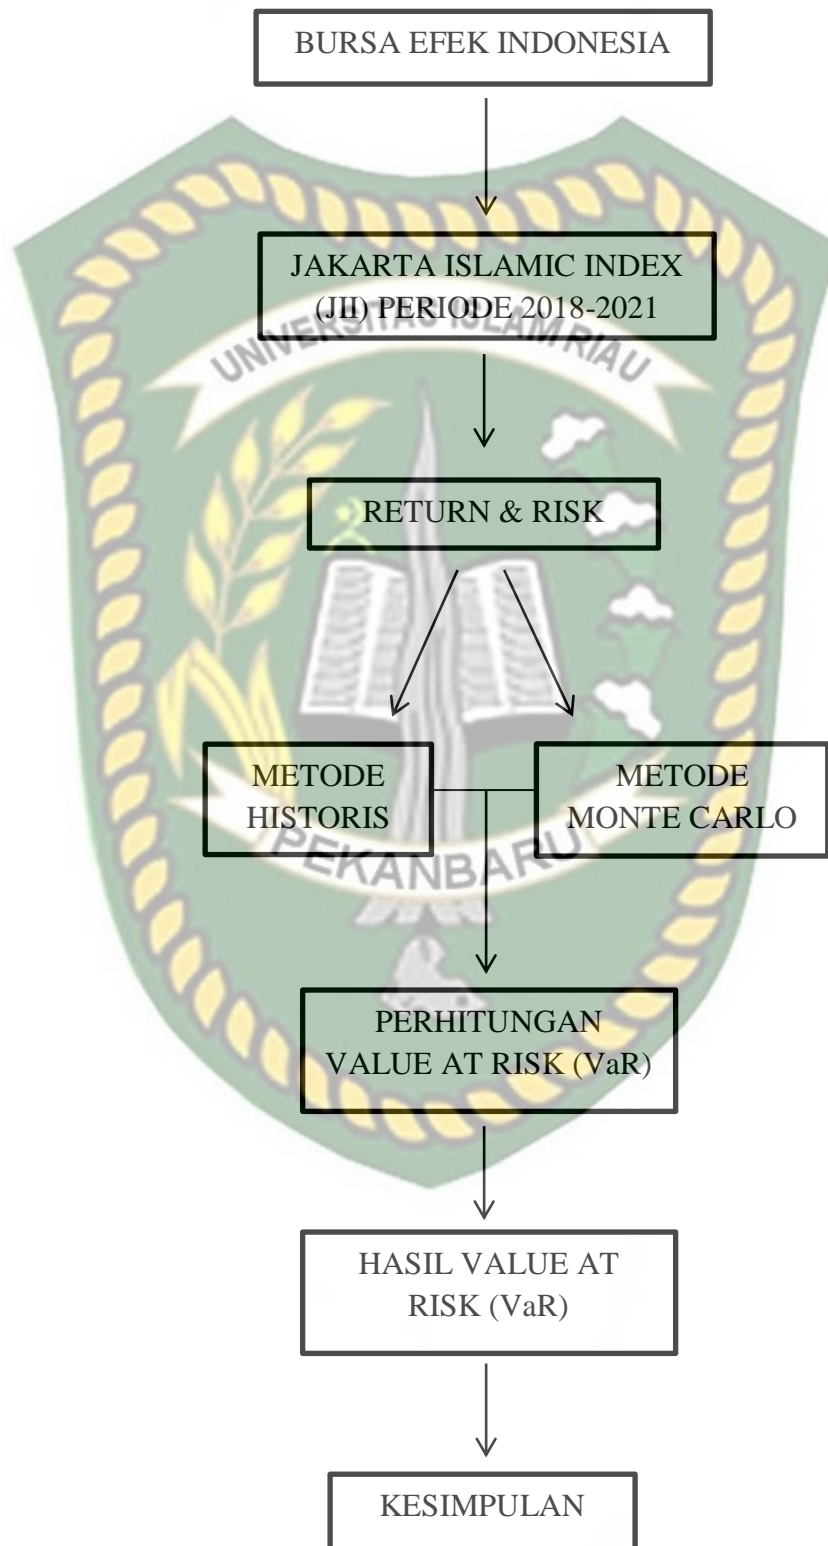 BURSA EFEK INDONESIA
JAKARTA ISLAMIC INDEX
(JII) PERIODE 2018-2021
UNIVERSITAS ISLAM RIAU
RETURN & RISK
METODE
HISTORIS
METODE
MONTE CARLO
PEKANBARU
PERHITUNGAN
VALUE AT RISK (VaR)
HASIL VALUE AT
RISK (VaR)
KESIMPULAN